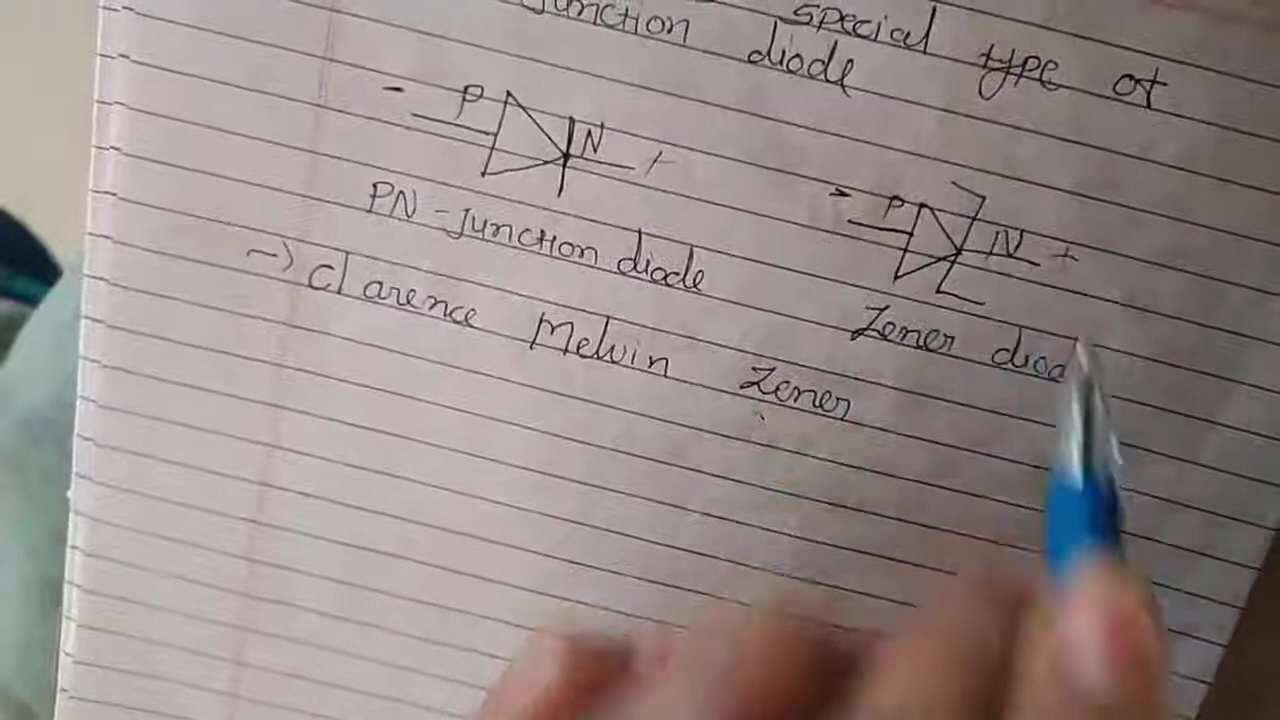 special type of
Junction diode
- P N +
- P N +
PN-Junction diode
Zener diod
→ Clarence Melvin Zener